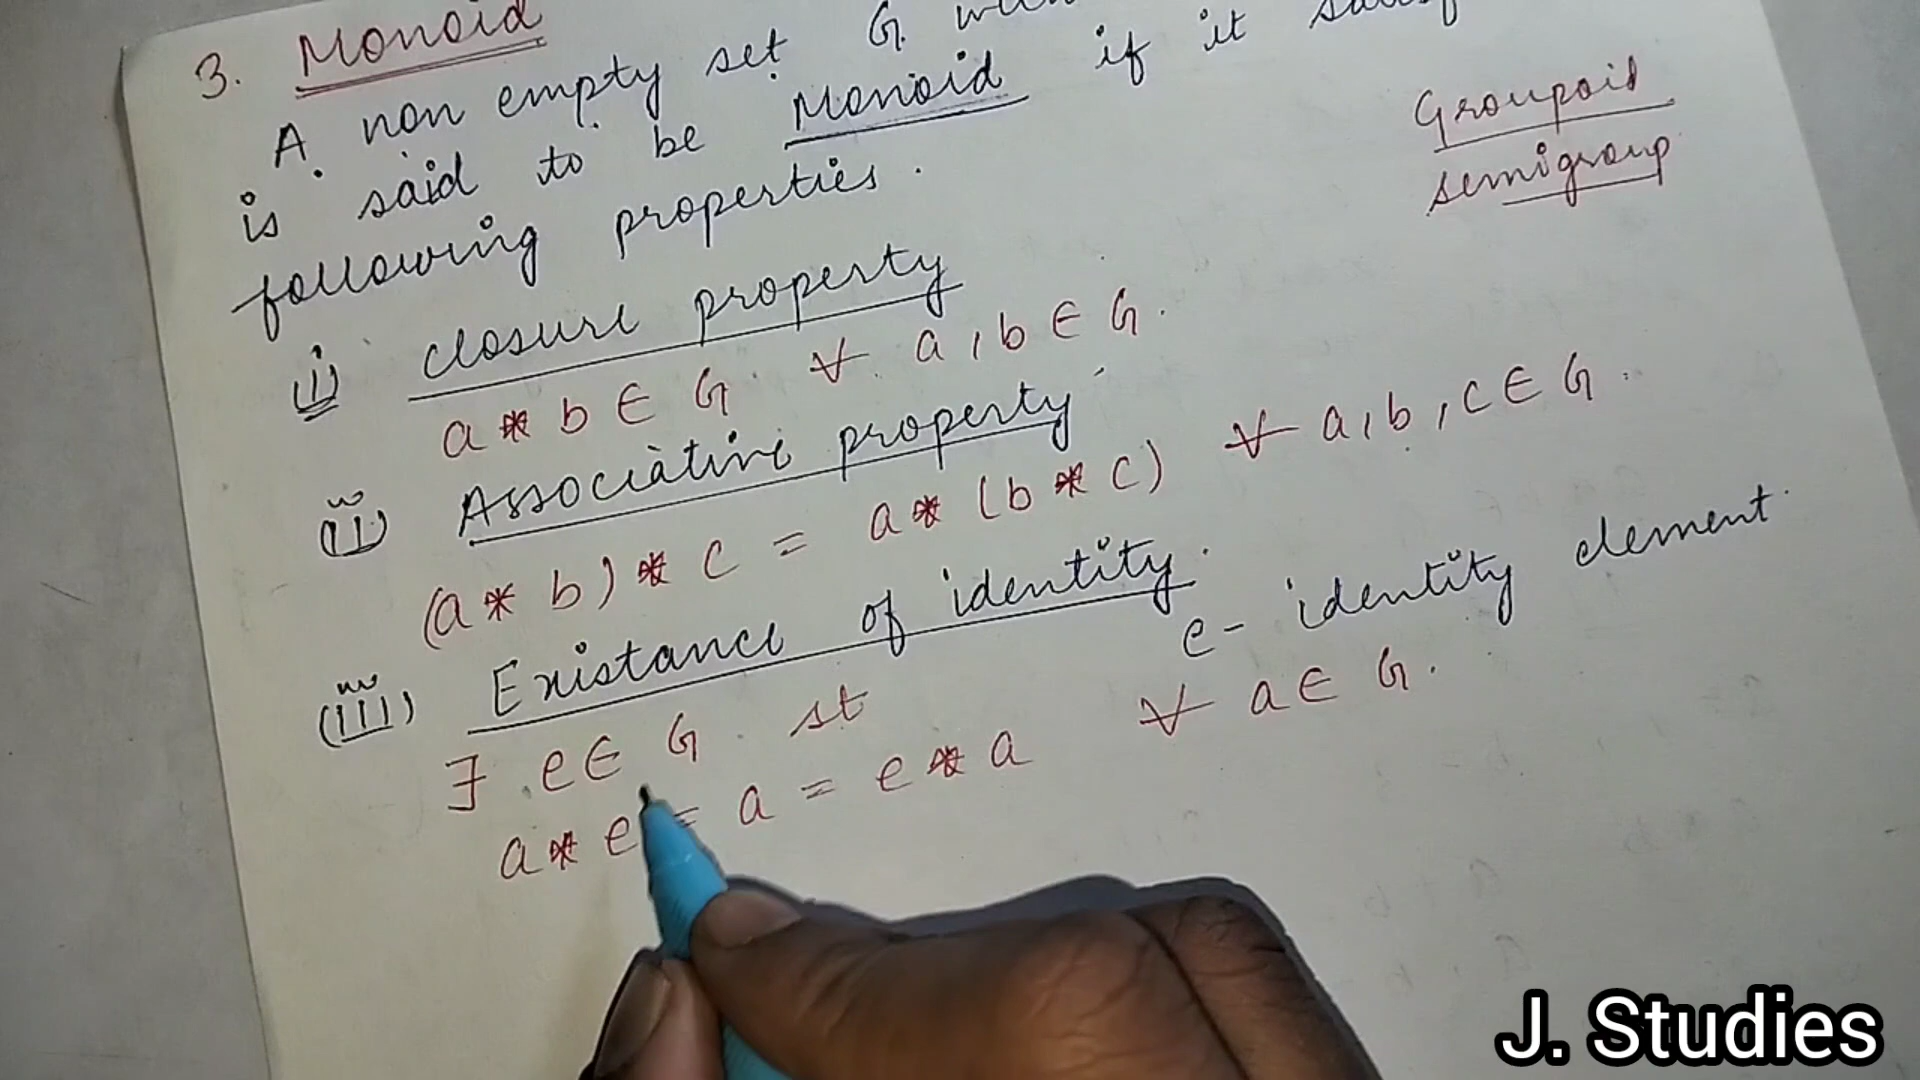 3. Monoid
A non empty set G
is said to be Monoid if it
following properties.
Groupoid
semigroup
(i) closure property
a * b ∈ G ∀ a, b ∈ G.
(ii) Associative property
(a * b) * c = a * (b * c) ∀ a, b, c ∈ G.
(iii) Existance of identity.
e - identity element.
∃ e ∈ G st
a * e = a = e * a ∀ a ∈ G.
J. Studies